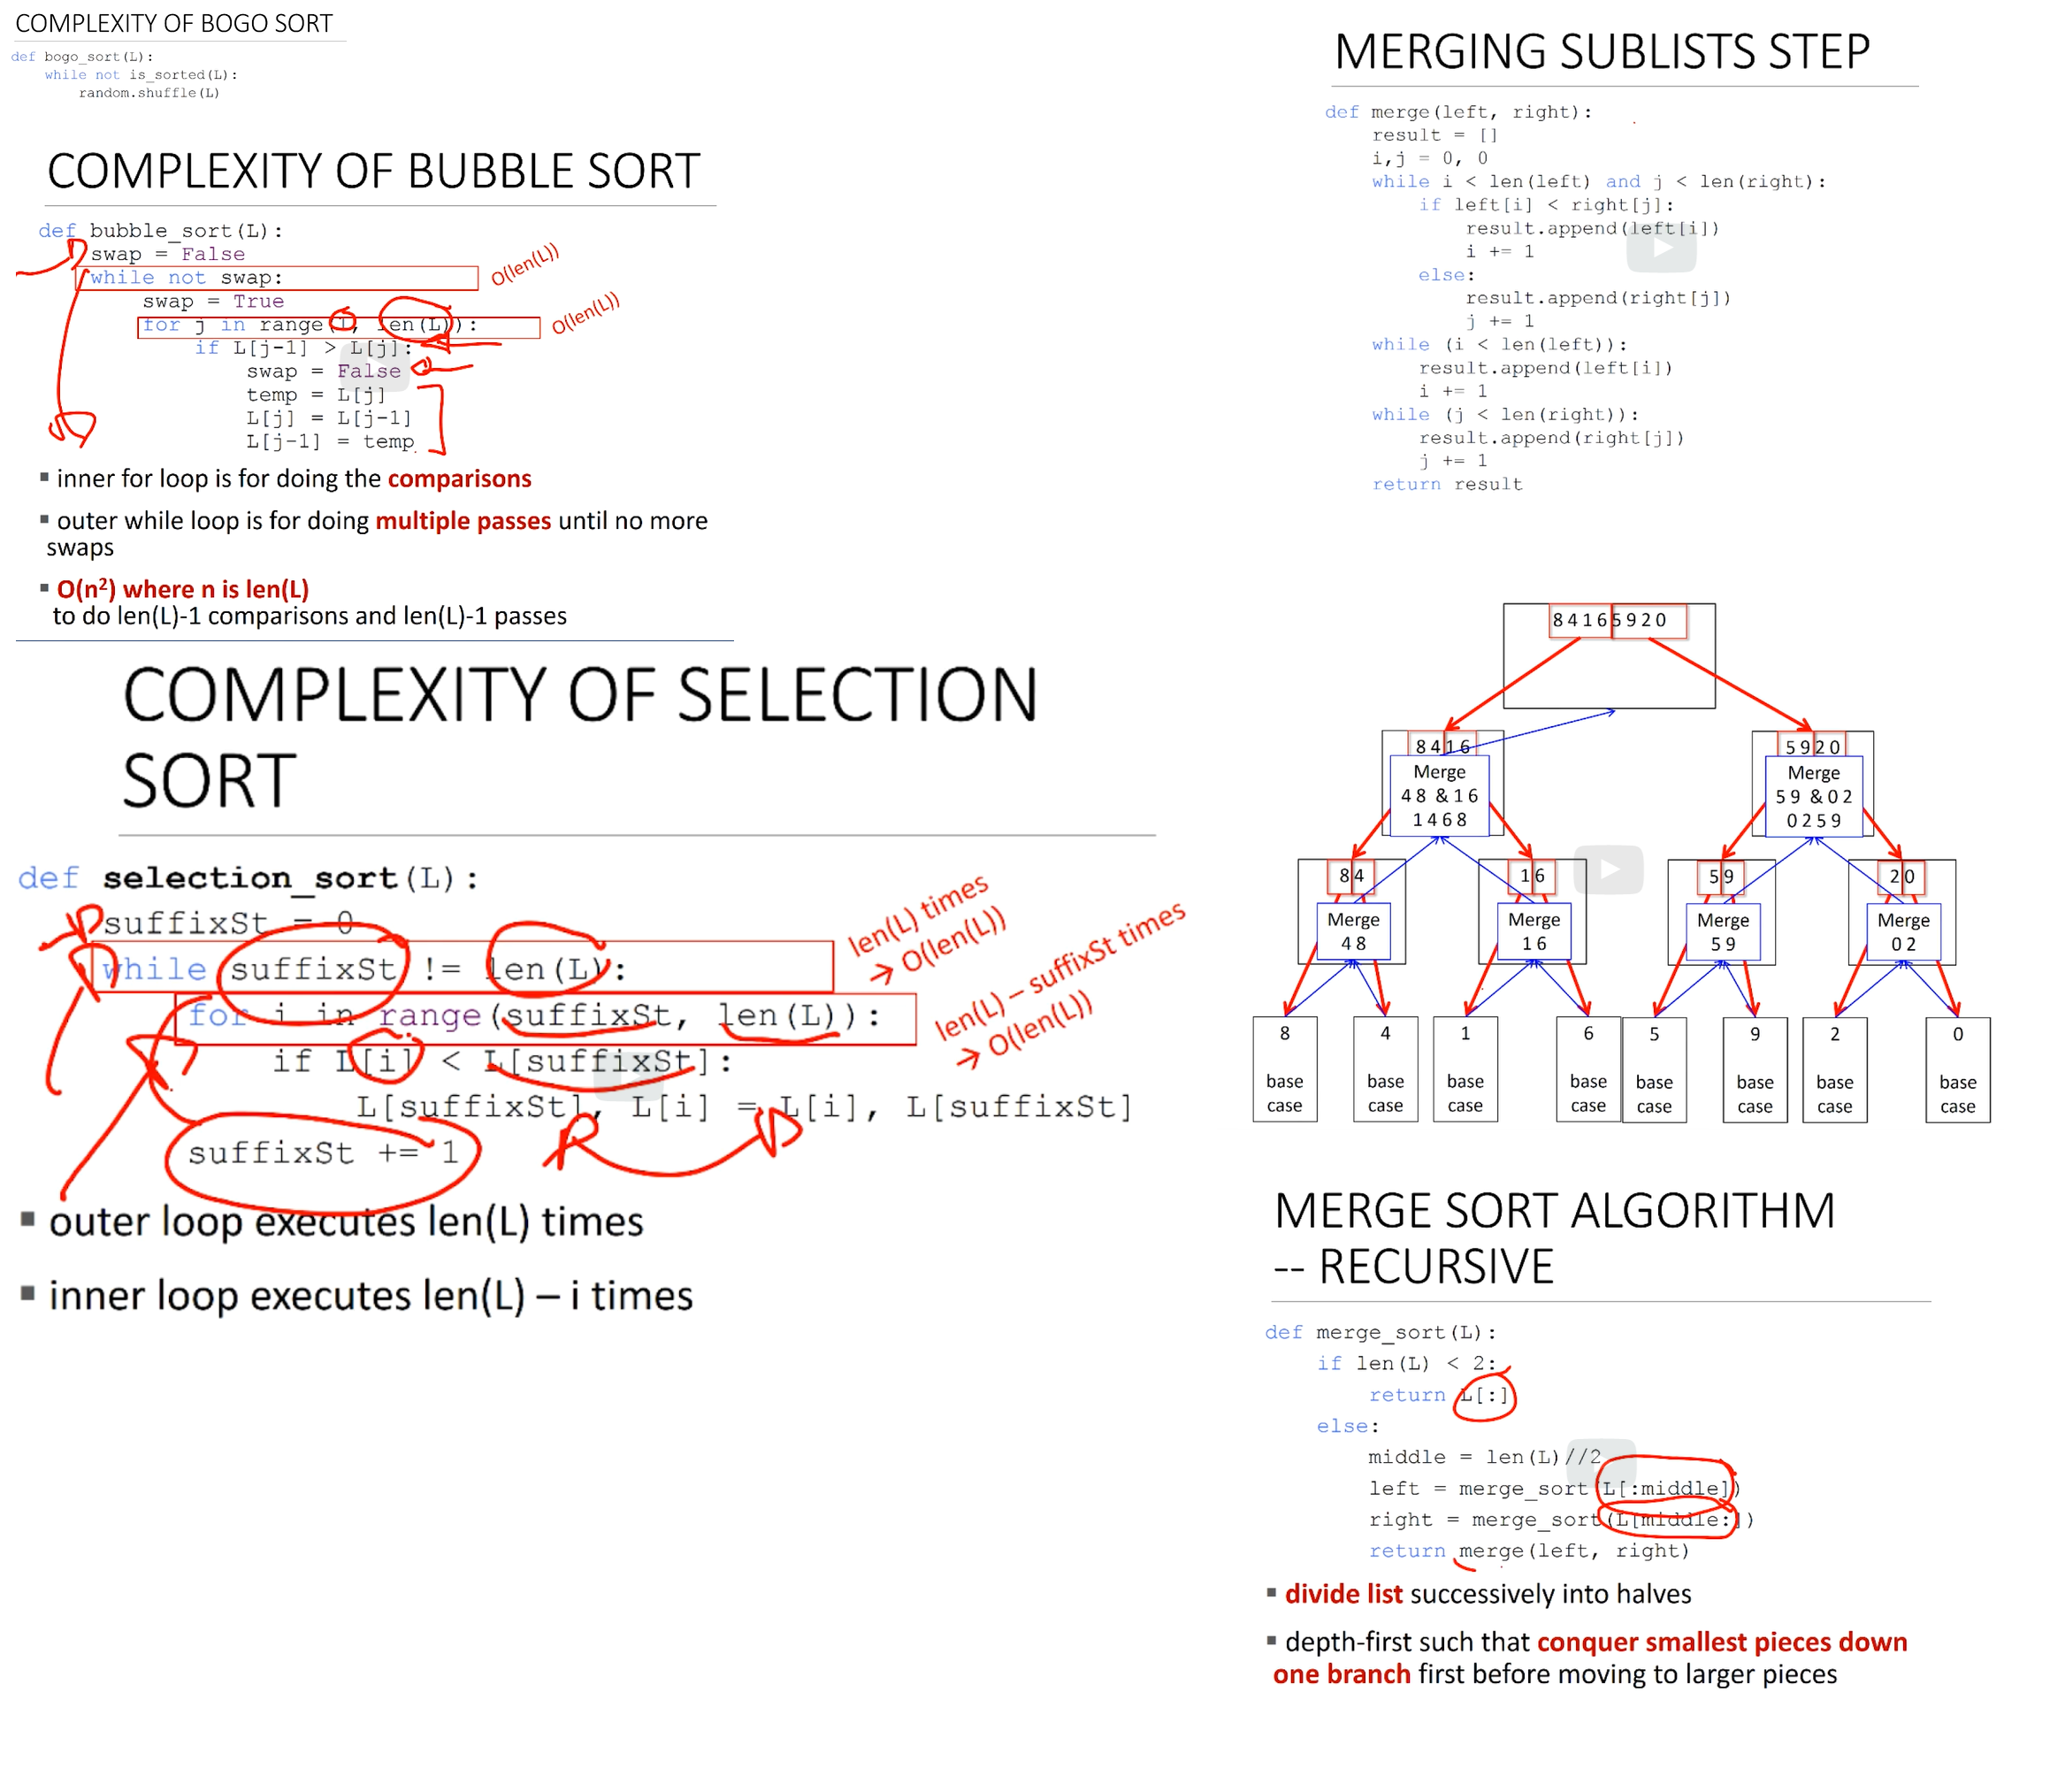 COMPLEXITY OF BOGO SORT
def bogo_sort(L):
while not is_sorted(L):
random.shuffle(L)
COMPLEXITY OF BUBBLE SORT
def bubble_sort(L):
swap = False
while not swap:
O(len(L))
swap = True
for j in range(1, len(L)):
O(len(L))
if L[j-1] > L[j]:
swap = False
temp = L[j]
L[j] = L[j-1]
L[j-1] = temp
▪ inner for loop is for doing the comparisons
▪ outer while loop is for doing multiple passes until no more
swaps
▪ O(n²) where n is len(L)
to do len(L)-1 comparisons and len(L)-1 passes
COMPLEXITY OF SELECTION
SORT
def selection_sort(L):
suffixSt = 0
while suffixSt != len(L):
len(L) times
→ O(len(L))
for i in range(suffixSt, len(L)):
len(L) – suffixSt times
→ O(len(L))
if L[i] < L[suffixSt]:
L[suffixSt], L[i] = L[i], L[suffixSt]
suffixSt += 1
▪ outer loop executes len(L) times
▪ inner loop executes len(L) – i times
MERGING SUBLISTS STEP
def merge(left, right):
result = []
i,j = 0, 0
while i < len(left) and j < len(right):
if left[i] < right[j]:
result.append(left[i])
i += 1
else:
result.append(right[j])
j += 1
while (i < len(left)):
result.append(left[i])
i += 1
while (j < len(right)):
result.append(right[j])
j += 1
return result
8 4 1 6 5 9 2 0
8 4 1 6
Merge
4 8 & 1 6
1 4 6 8
5 9 2 0
Merge
5 9 & 0 2
0 2 5 9
8 4
Merge
4 8
1 6
Merge
1 6
5 9
Merge
5 9
2 0
Merge
0 2
8
base
case
4
base
case
1
base
case
6
base
case
5
base
case
9
base
case
2
base
case
0
base
case
MERGE SORT ALGORITHM
-- RECURSIVE
def merge_sort(L):
if len(L) < 2:
return L[:]
else:
middle = len(L)//2
left = merge_sort(L[:middle])
right = merge_sort(L[middle:])
return merge(left, right)
▪ divide list successively into halves
▪ depth-first such that conquer smallest pieces down
one branch first before moving to larger pieces